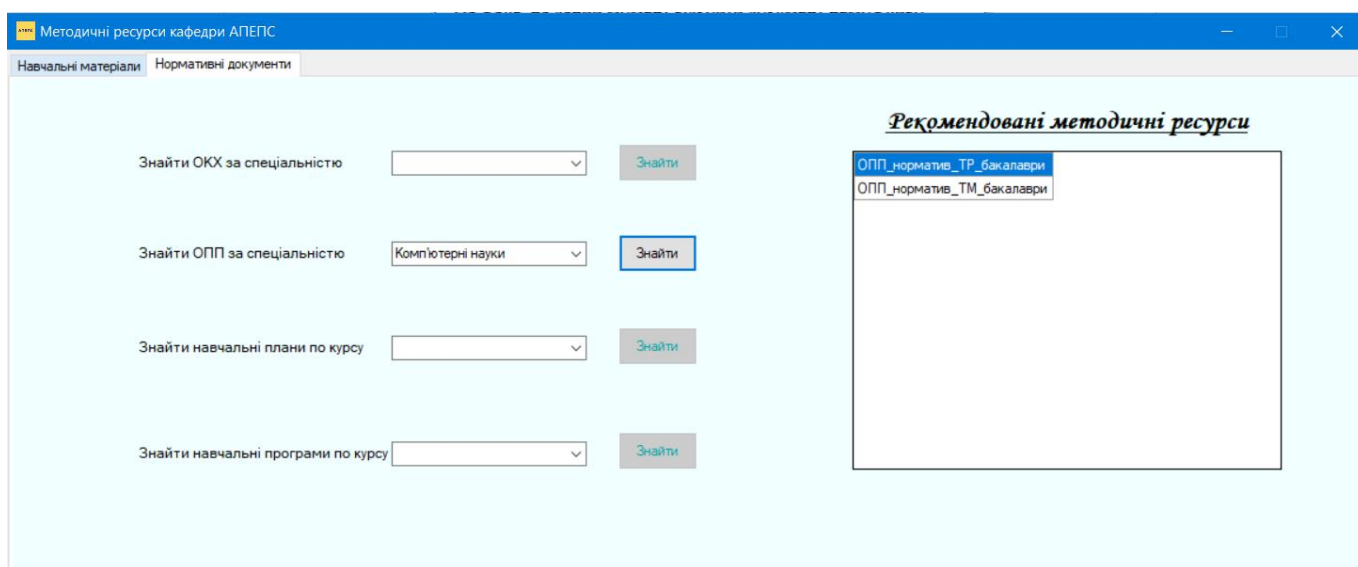 АПЕПС Методичні ресурси кафедри АПЕПС
Навчальні матеріали Нормативні документи
Рекомендовані методичні ресурси
Знайти ОКХ за спеціальністю Знайти
ОПП_норматив_ТР_бакалаври
ОПП_норматив_ТМ_бакалаври
Знайти ОПП за спеціальністю Комп'ютерні науки Знайти
Знайти навчальні плани по курсу Знайти
Знайти навчальні програми по курсу Знайти